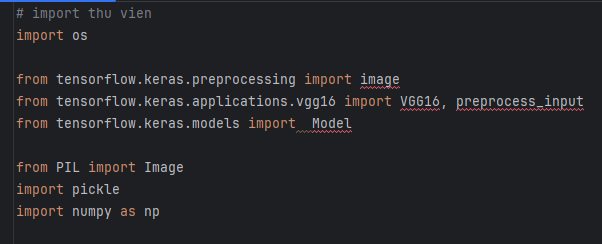 # import thu vien
import os
from tensorflow.keras.preprocessing import image
from tensorflow.keras.applications.vgg16 import VGG16, preprocess_input
from tensorflow.keras.models import  Model
from PIL import Image
import pickle
import numpy as np